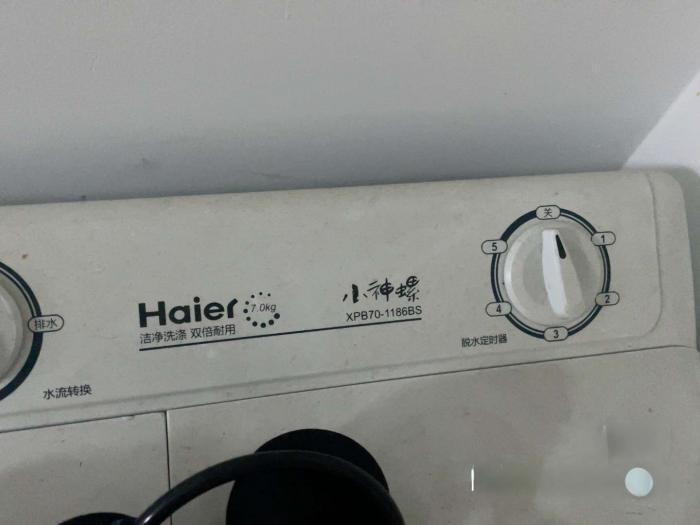 关
5
1
排水
Haier 7.0kg
小神螺
洁净洗涤 双倍耐用
XPB70-1186BS
4
2
3
水流转换
脱水定时器